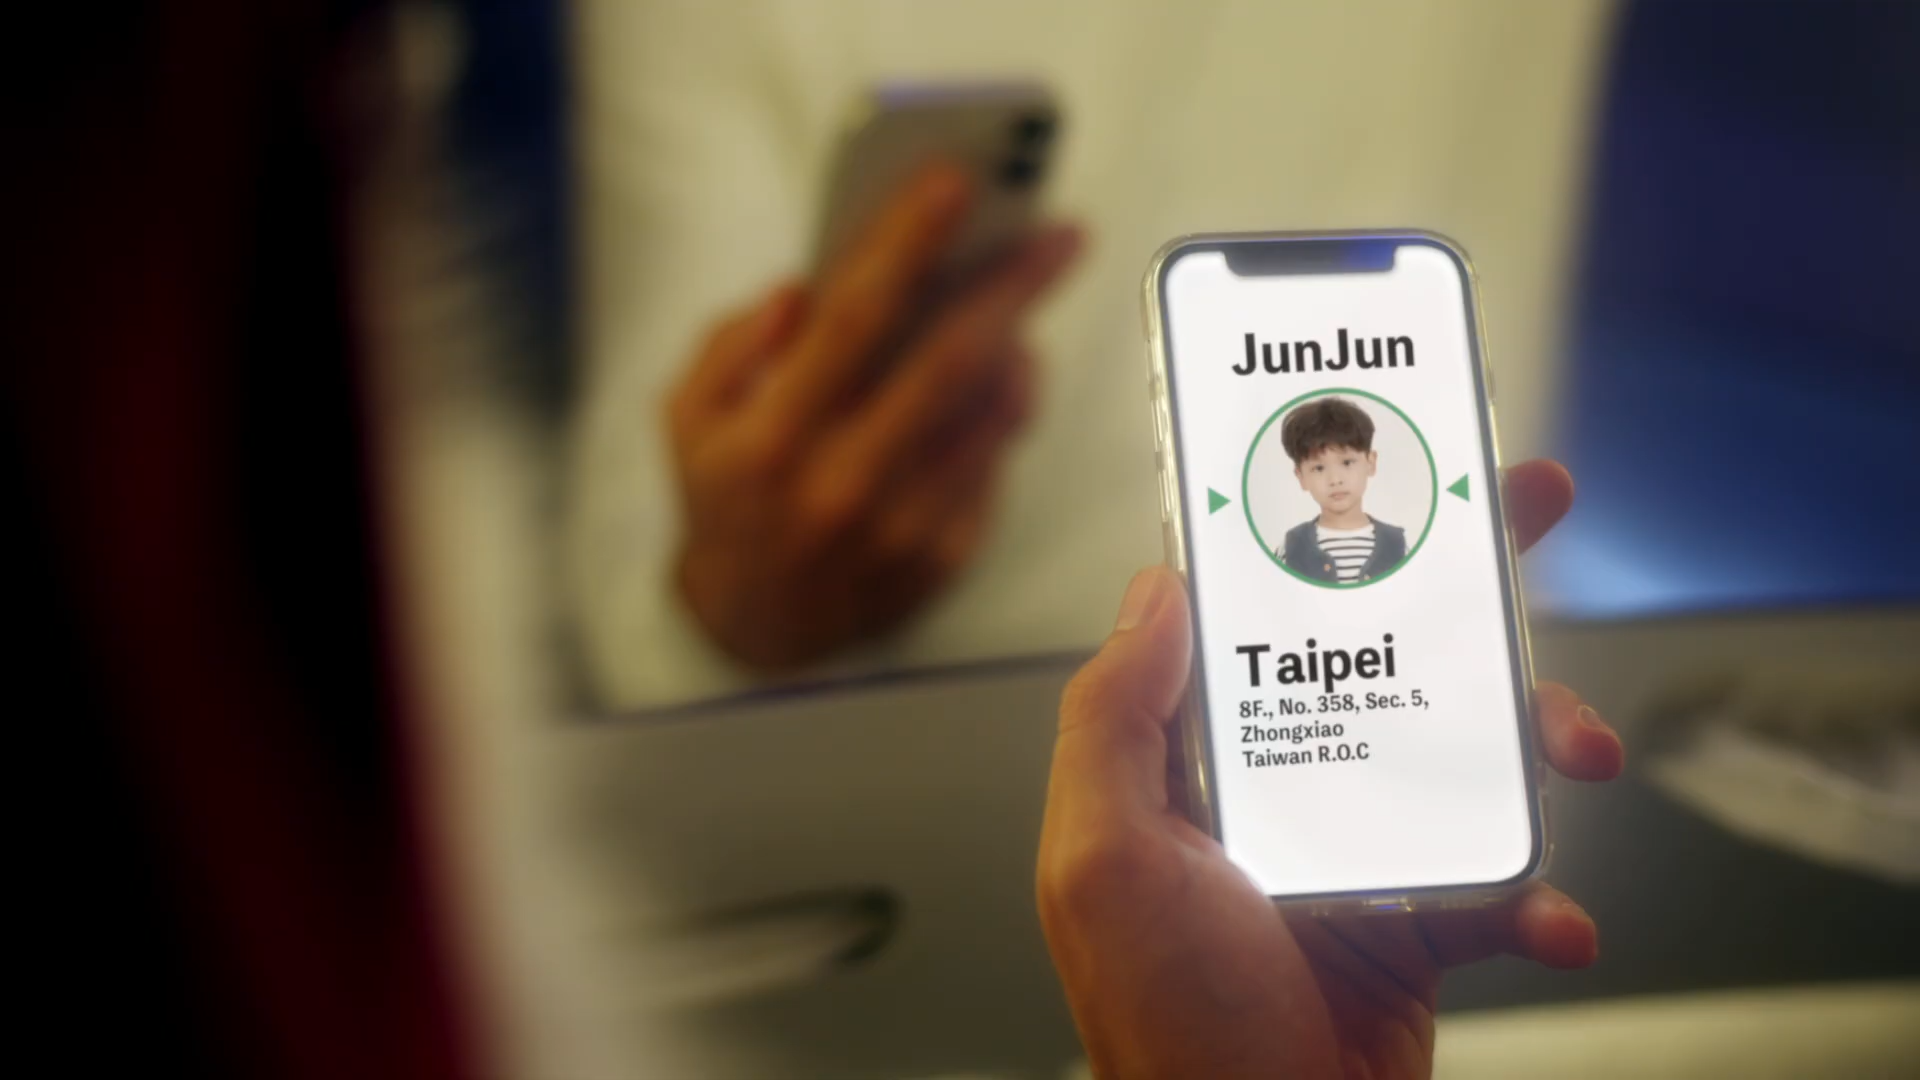 JunJun
Taipei
8F., No. 358, Sec. 5,
Zhongxiao
Taiwan R.O.C